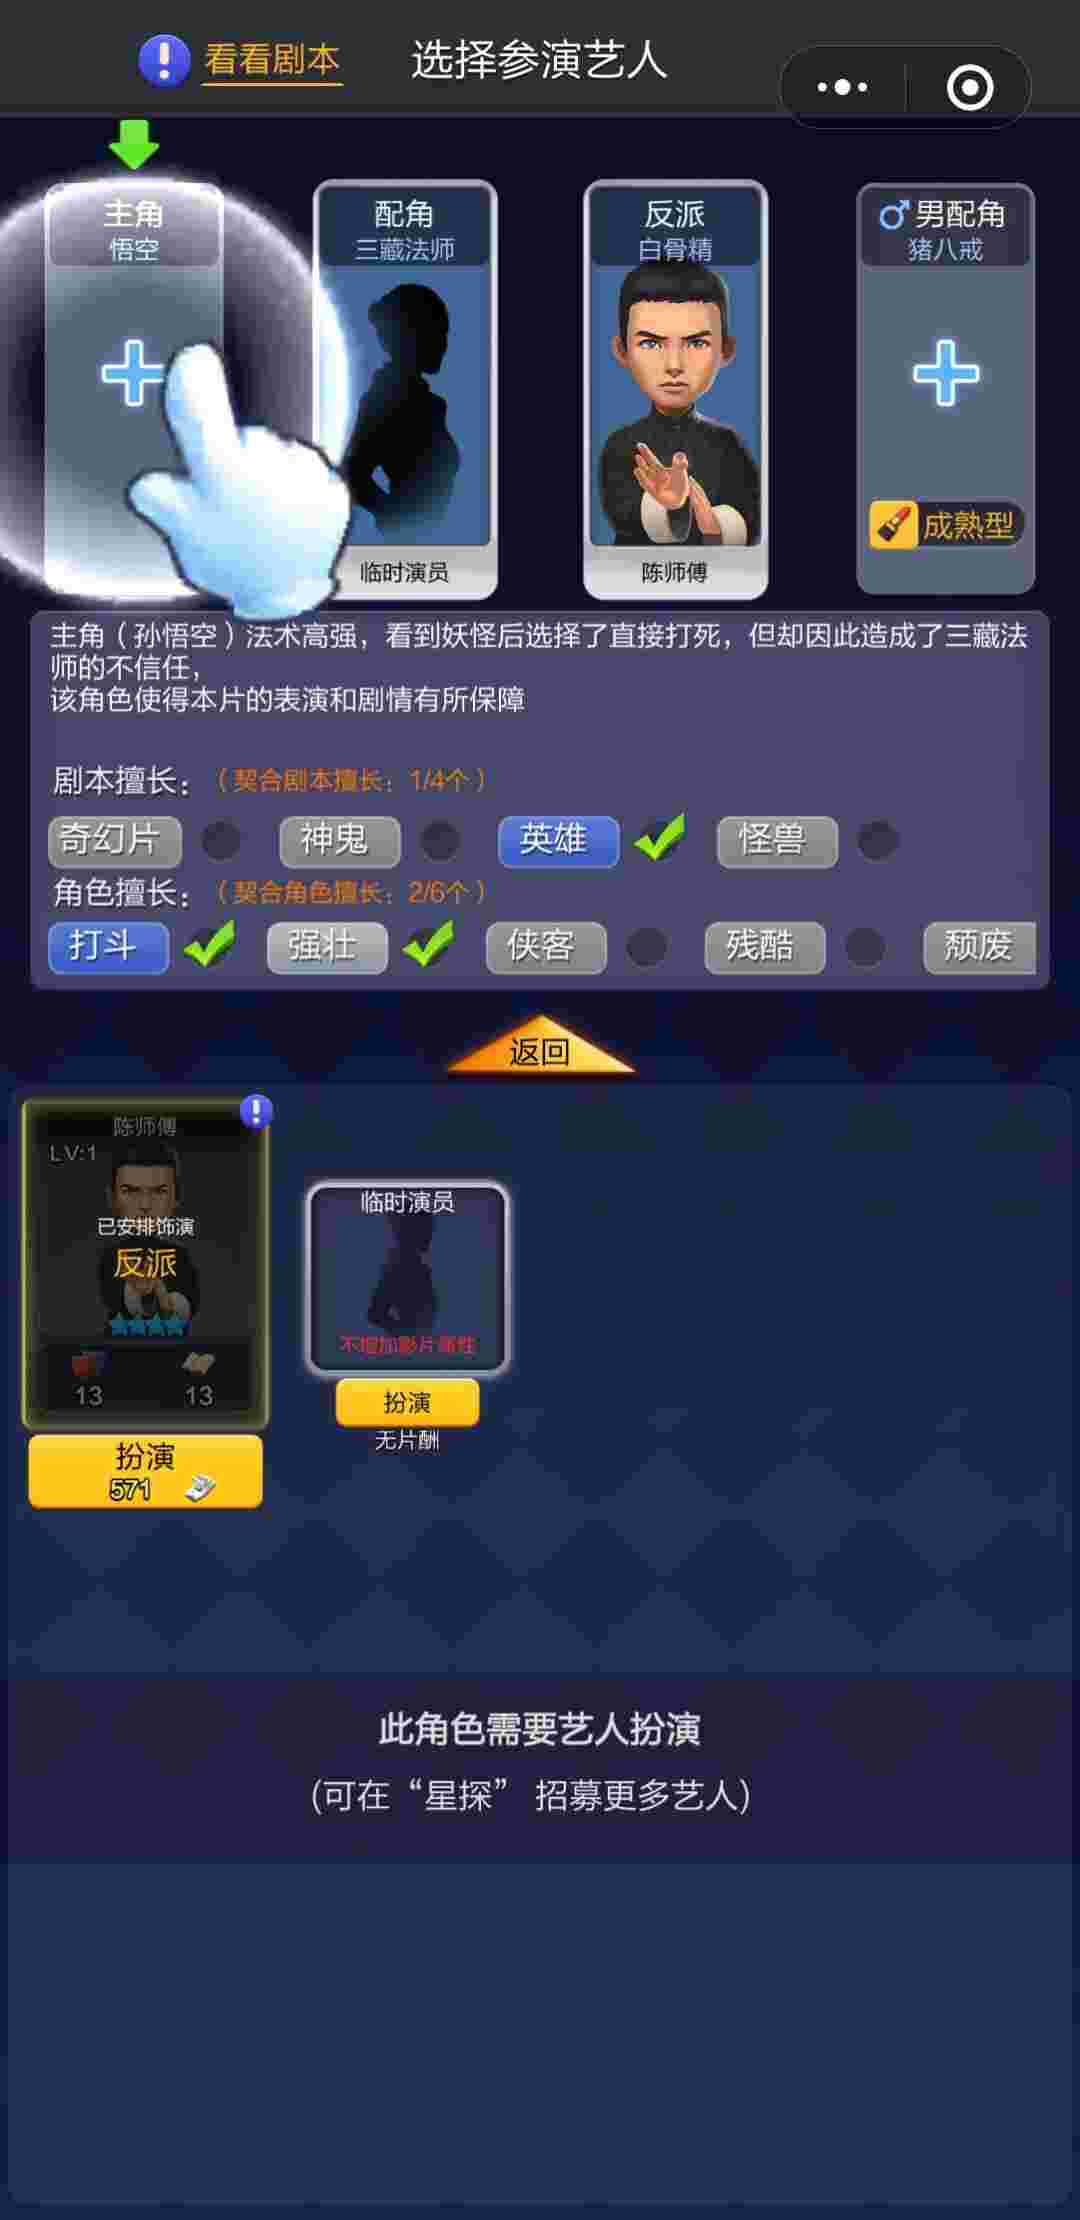 看看剧本
选择参演艺人
主角
悟空
配角
三藏法师
临时演员
反派
白骨精
陈师傅
男配角
猪八戒
成熟型
主角（孙悟空）法术高强，看到妖怪后选择了直接打死，但却因此造成了三藏法
师的不信任，
该角色使得本片的表演和剧情有所保障
剧本擅长：（契合剧本擅长：1/4个）
奇幻片 神鬼 英雄 怪兽
角色擅长：（契合角色擅长：2/6个）
打斗 强壮 侠客 残酷 颓废
返回
陈师傅
LV:1
已安排饰演
反派
13 13
扮演
571
临时演员
不增加影片属性
扮演
无片酬
此角色需要艺人扮演
(可在“星探” 招募更多艺人)